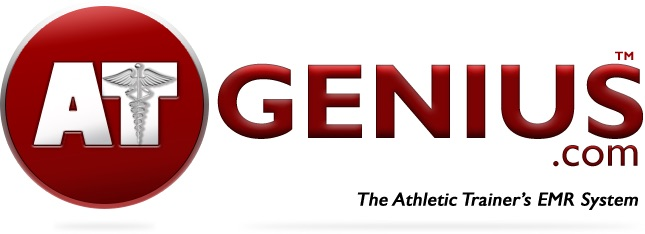 AT GENIUS™
.com
The Athletic Trainer's EMR System